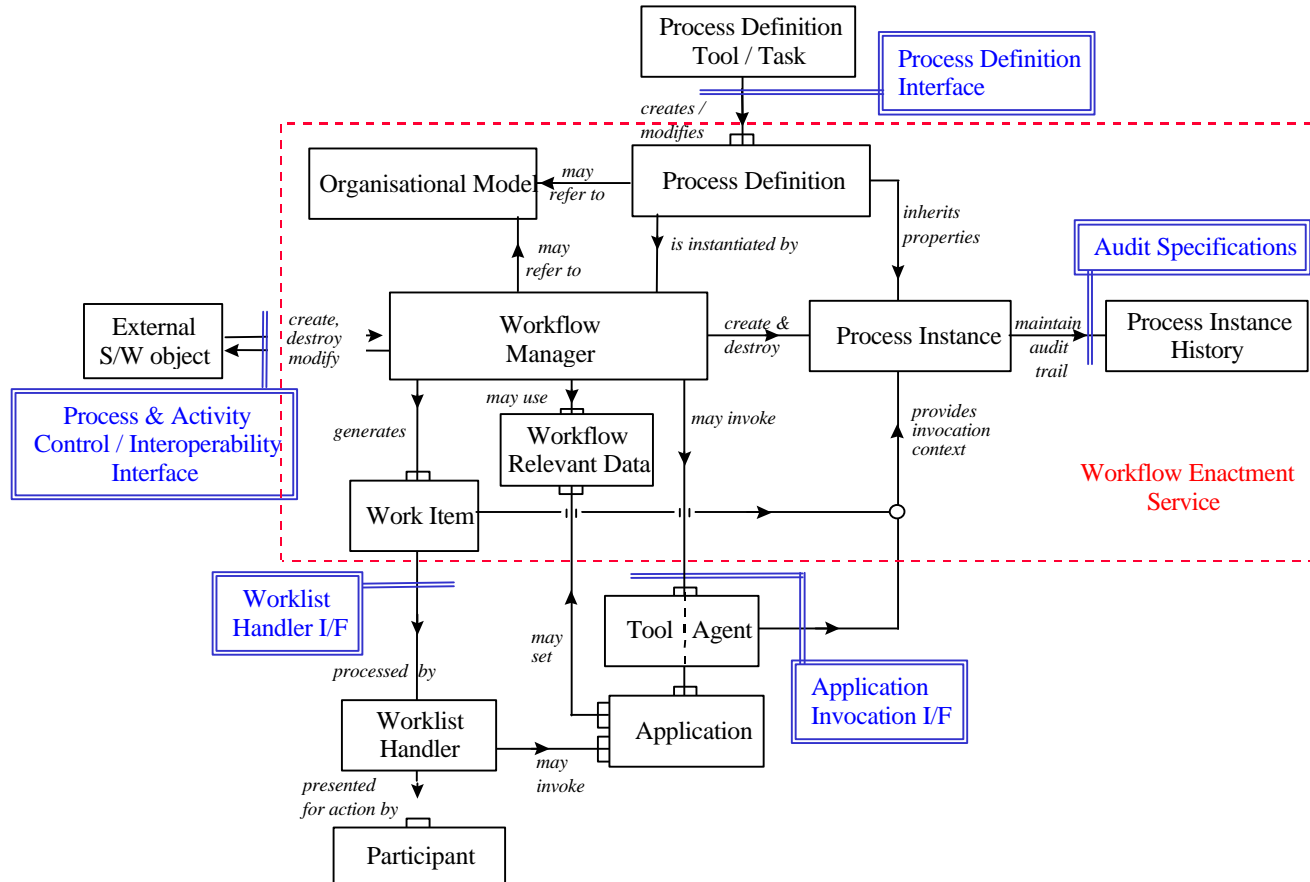 Process Definition
Tool / Task
Process Definition
Interface
creates /
modifies
Organisational Model
may
refer to
Process Definition
inherits
properties
is instantiated by
may
refer to
Audit Specifications
External
S/W object
create,
destroy
modify
Workflow
Manager
create &
destroy
Process Instance
maintain
audit
trail
Process Instance
History
Process & Activity
Control / Interoperability
Interface
generates
may use
may invoke
provides
invocation
context
Workflow
Relevant Data
Workflow Enactment
Service
Work Item
Worklist
Handler I/F
Tool Agent
may
set
processed by
Application
Invocation I/F
Worklist
Handler
Application
may
invoke
presented
for action by
Participant